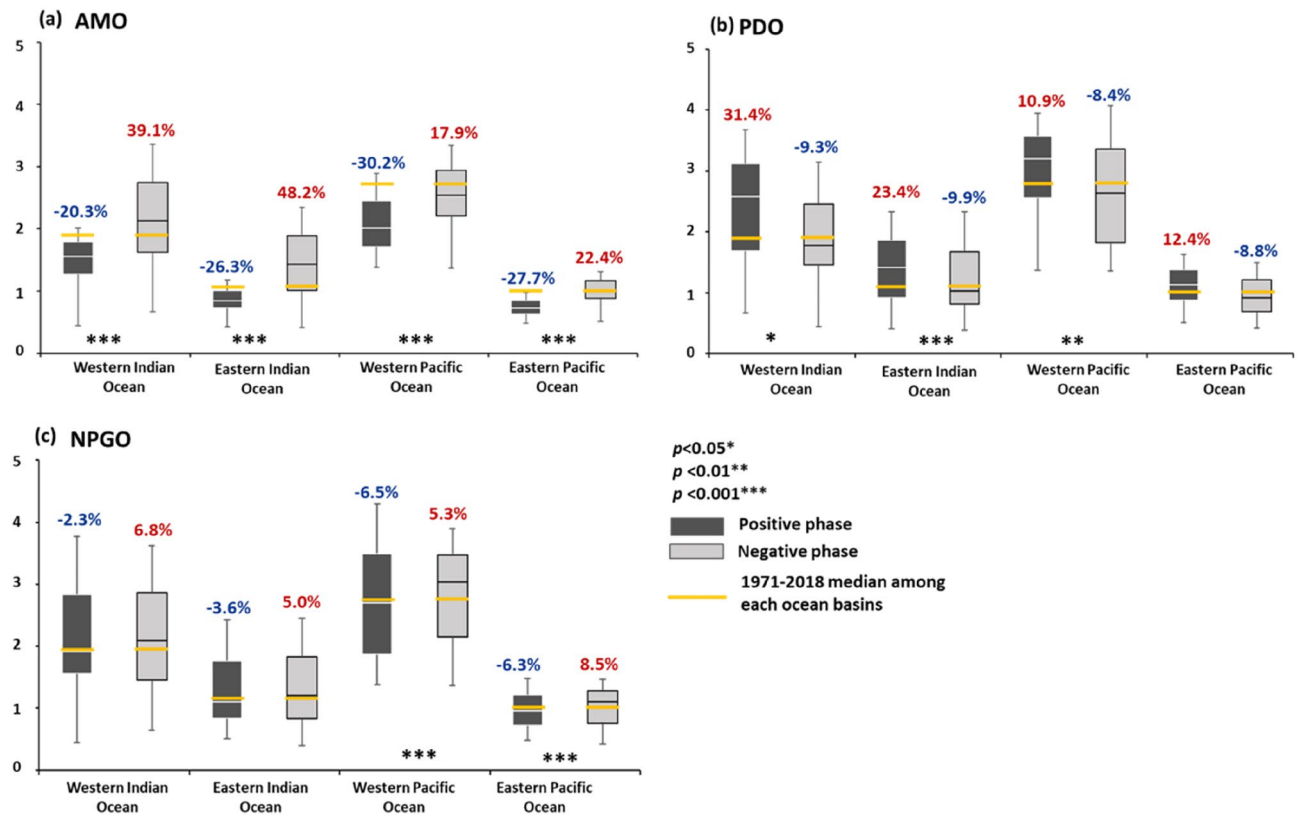 (a) AMO
5
4
3
2
1
0
-20.3%
39.1%
-26.3%
48.2%
-30.2%
17.9%
-27.7%
22.4%
***
***
***
***
Western Indian
Ocean
Eastern Indian
Ocean
Western Pacific
Ocean
Eastern Pacific
Ocean
(b) PDO
5
4
3
2
1
0
31.4%
-9.3%
23.4%
-9.9%
10.9%
-8.4%
12.4%
-8.8%
*
***
**
Western Indian
Ocean
Eastern Indian
Ocean
Western Pacific
Ocean
Eastern Pacific
Ocean
(c) NPGO
5
4
3
2
1
0
-2.3%
6.8%
-3.6%
5.0%
-6.5%
5.3%
-6.3%
8.5%
***
***
Western Indian
Ocean
Eastern Indian
Ocean
Western Pacific
Ocean
Eastern Pacific
Ocean
p<0.05*
p <0.01**
p <0.001***
Positive phase
Negative phase
1971-2018 median among
each ocean basins